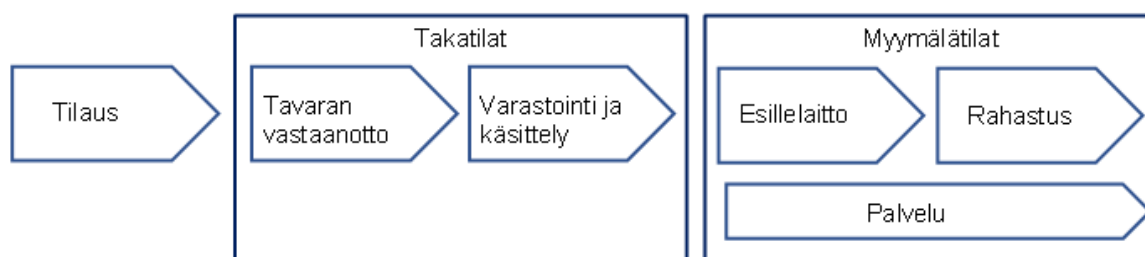 Takatilat
Myymälätilat
Tilaus
Tavaran
vastaanotto
Varastointi ja
käsittely
Esillelaitto
Rahastus
Palvelu